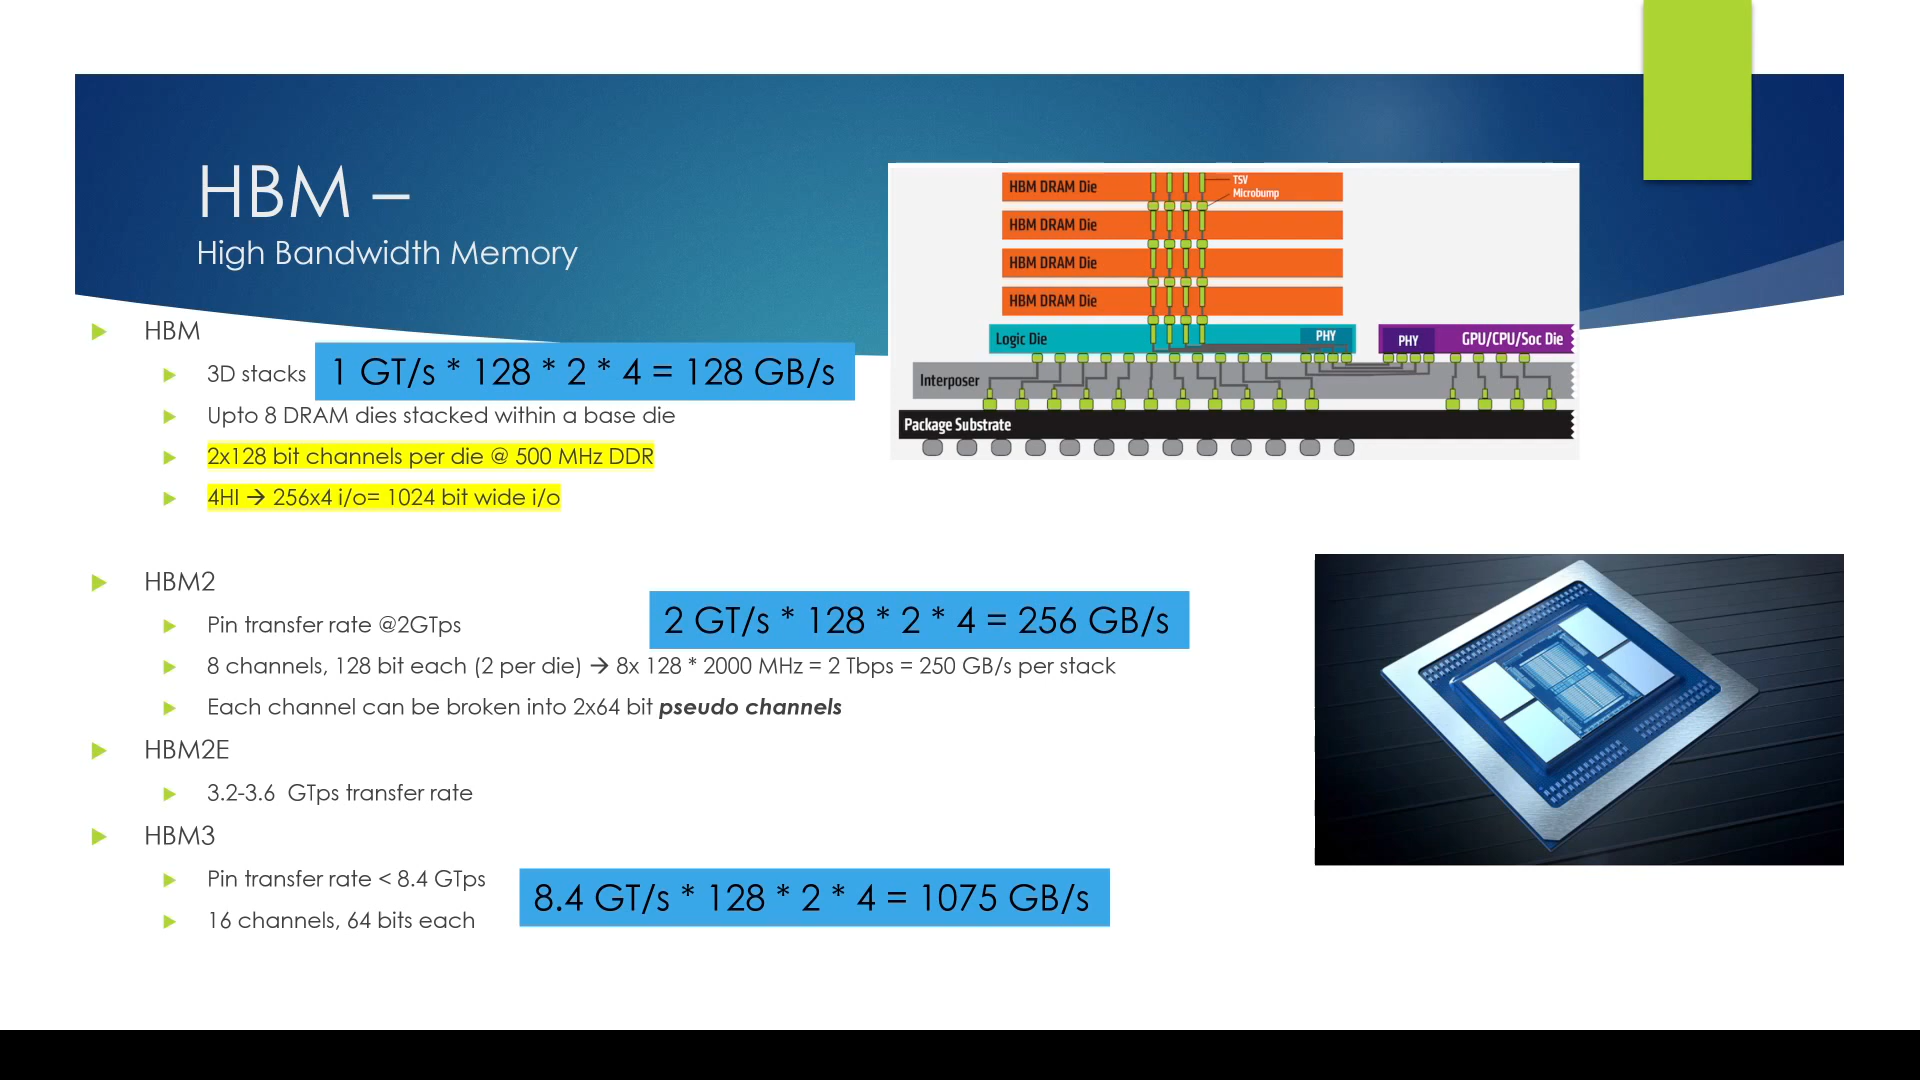 HBM –
High Bandwidth Memory
HBM DRAM Die
TSV
Microbump
HBM DRAM Die
HBM DRAM Die
HBM DRAM Die
Logic Die
PHY
PHY
GPU/CPU/Soc Die
Interposer
Package Substrate
HBM
3D stacks
1 GT/s * 128 * 2 * 4 = 128 GB/s
Upto 8 DRAM dies stacked within a base die
2x128 bit channels per die @ 500 MHz DDR
4HI → 256x4 i/o= 1024 bit wide i/o
HBM2
2 GT/s * 128 * 2 * 4 = 256 GB/s
Pin transfer rate @2GTps
8 channels, 128 bit each (2 per die) → 8x 128 * 2000 MHz = 2 Tbps = 250 GB/s per stack
Each channel can be broken into 2x64 bit pseudo channels
HBM2E
3.2-3.6 GTps transfer rate
HBM3
Pin transfer rate < 8.4 GTps
8.4 GT/s * 128 * 2 * 4 = 1075 GB/s
16 channels, 64 bits each